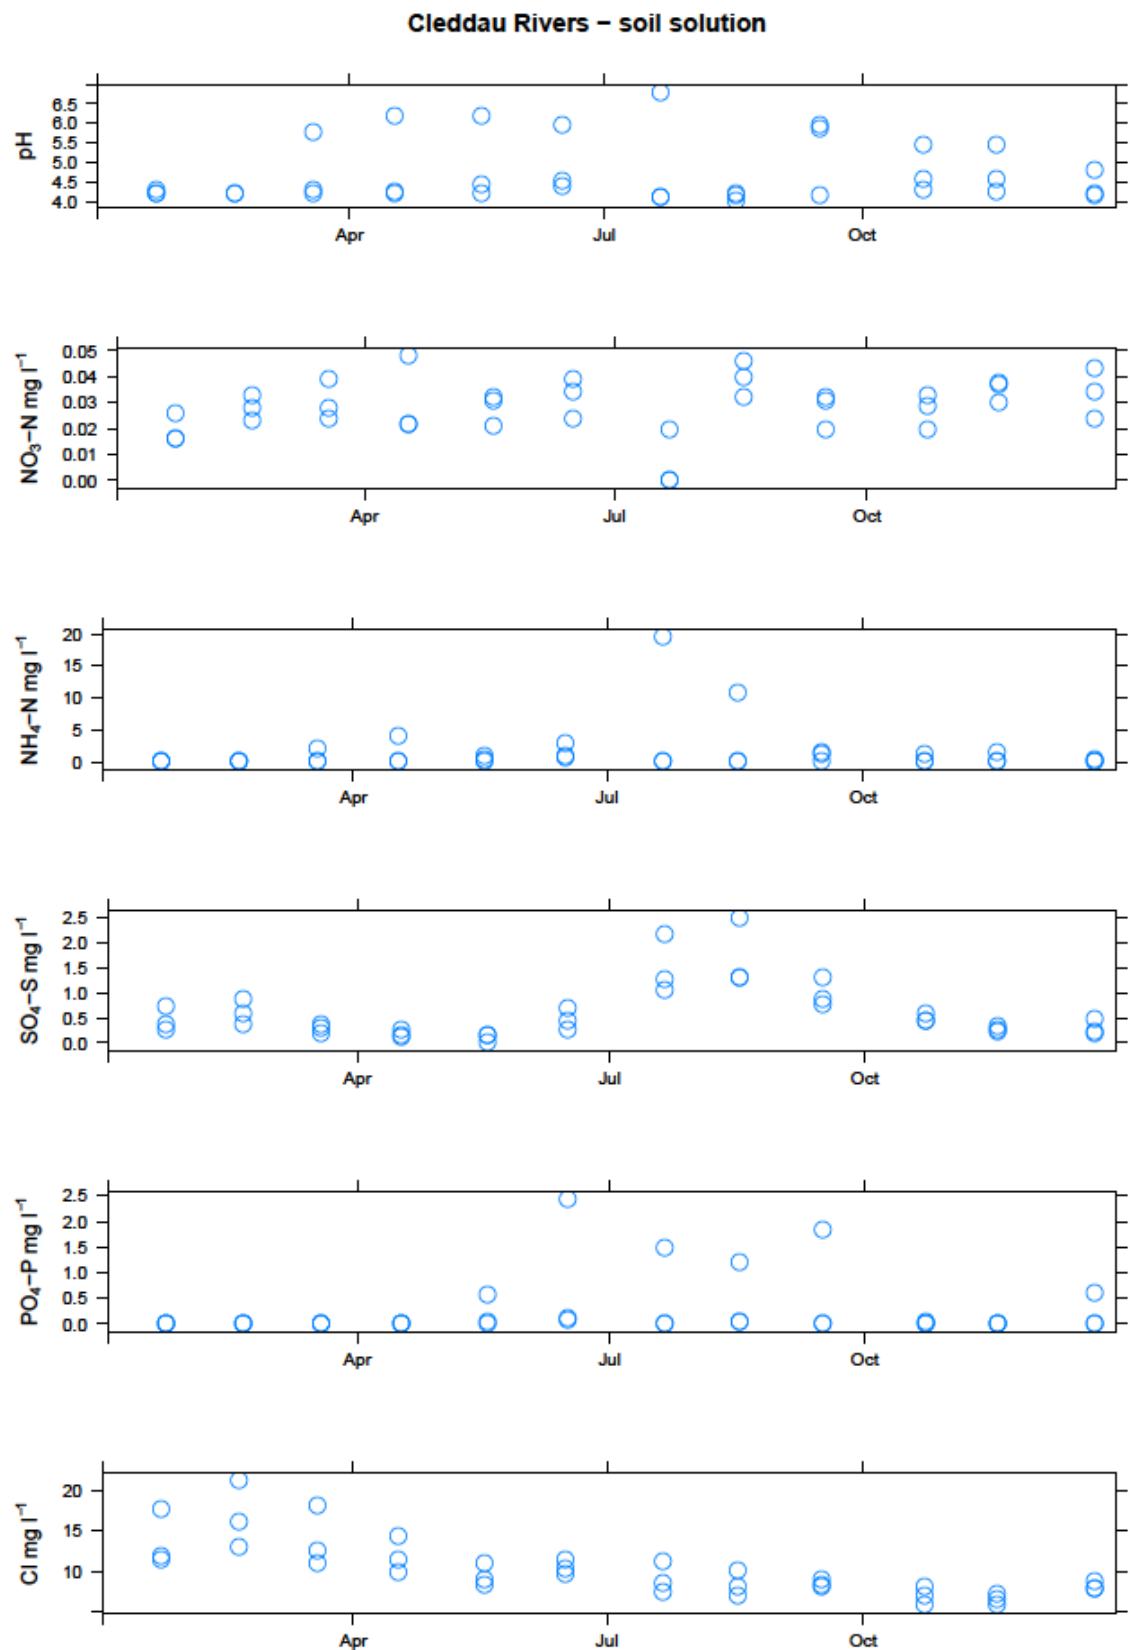 Cleddau Rivers − soil solution
pH
6.5
6.0
5.5
5.0
4.5
4.0
Apr Jul Oct
NO₃−N mg l⁻¹
0.05
0.04
0.03
0.02
0.01
0.00
Apr Jul Oct
NH₄−N mg l⁻¹
20
15
10
5
0
Apr Jul Oct
SO₄−S mg l⁻¹
2.5
2.0
1.5
1.0
0.5
0.0
Apr Jul Oct
PO₄−P mg l⁻¹
2.5
2.0
1.5
1.0
0.5
0.0
Apr Jul Oct
Cl mg l⁻¹
20
15
10
Apr Jul Oct